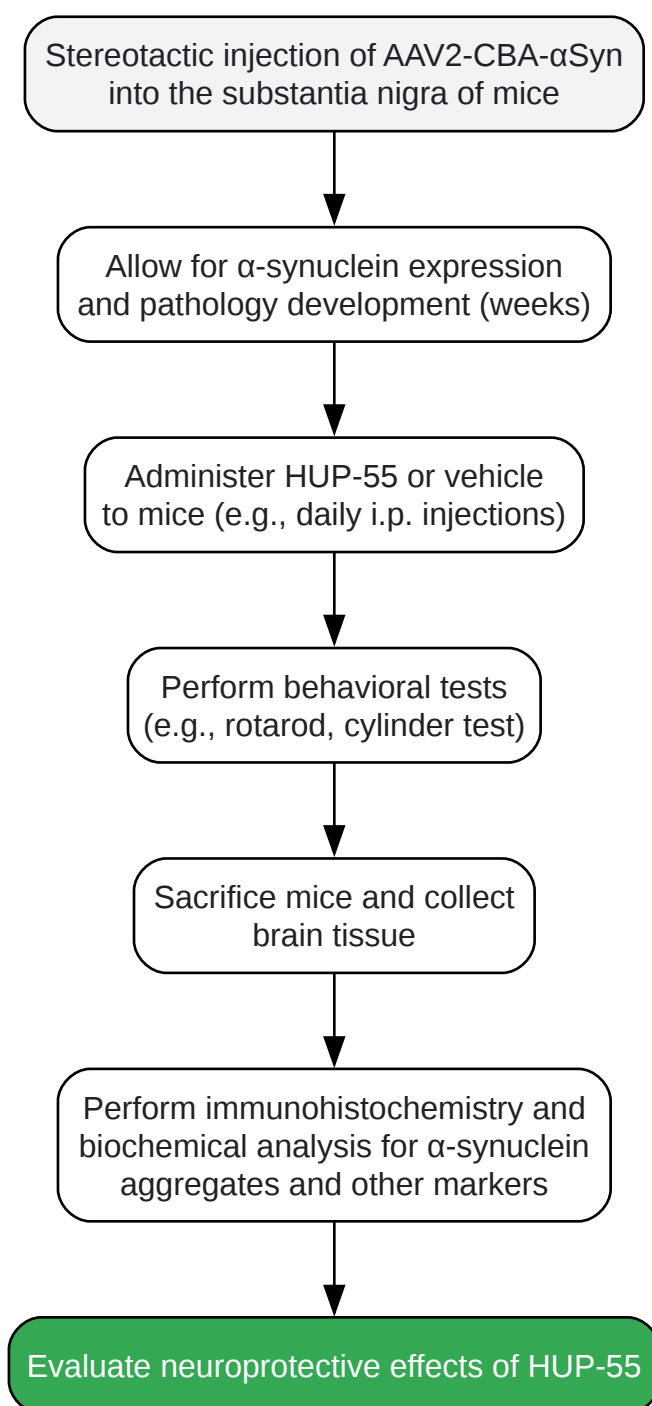 Stereotactic injection of AAV2-CBA-αSyn
into the substantia nigra of mice
Allow for α-synuclein expression
and pathology development (weeks)
Administer HUP-55 or vehicle
to mice (e.g., daily i.p. injections)
Perform behavioral tests
(e.g., rotarod, cylinder test)
Sacrifice mice and collect
brain tissue
Perform immunohistochemistry and
biochemical analysis for α-synuclein
aggregates and other markers
Evaluate neuroprotective effects of HUP-55